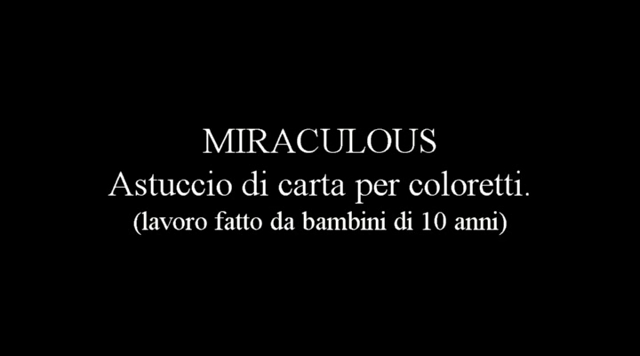 MIRACULOUS
Astuccio di carta per coloretti.
(lavoro fatto da bambini di 10 anni)